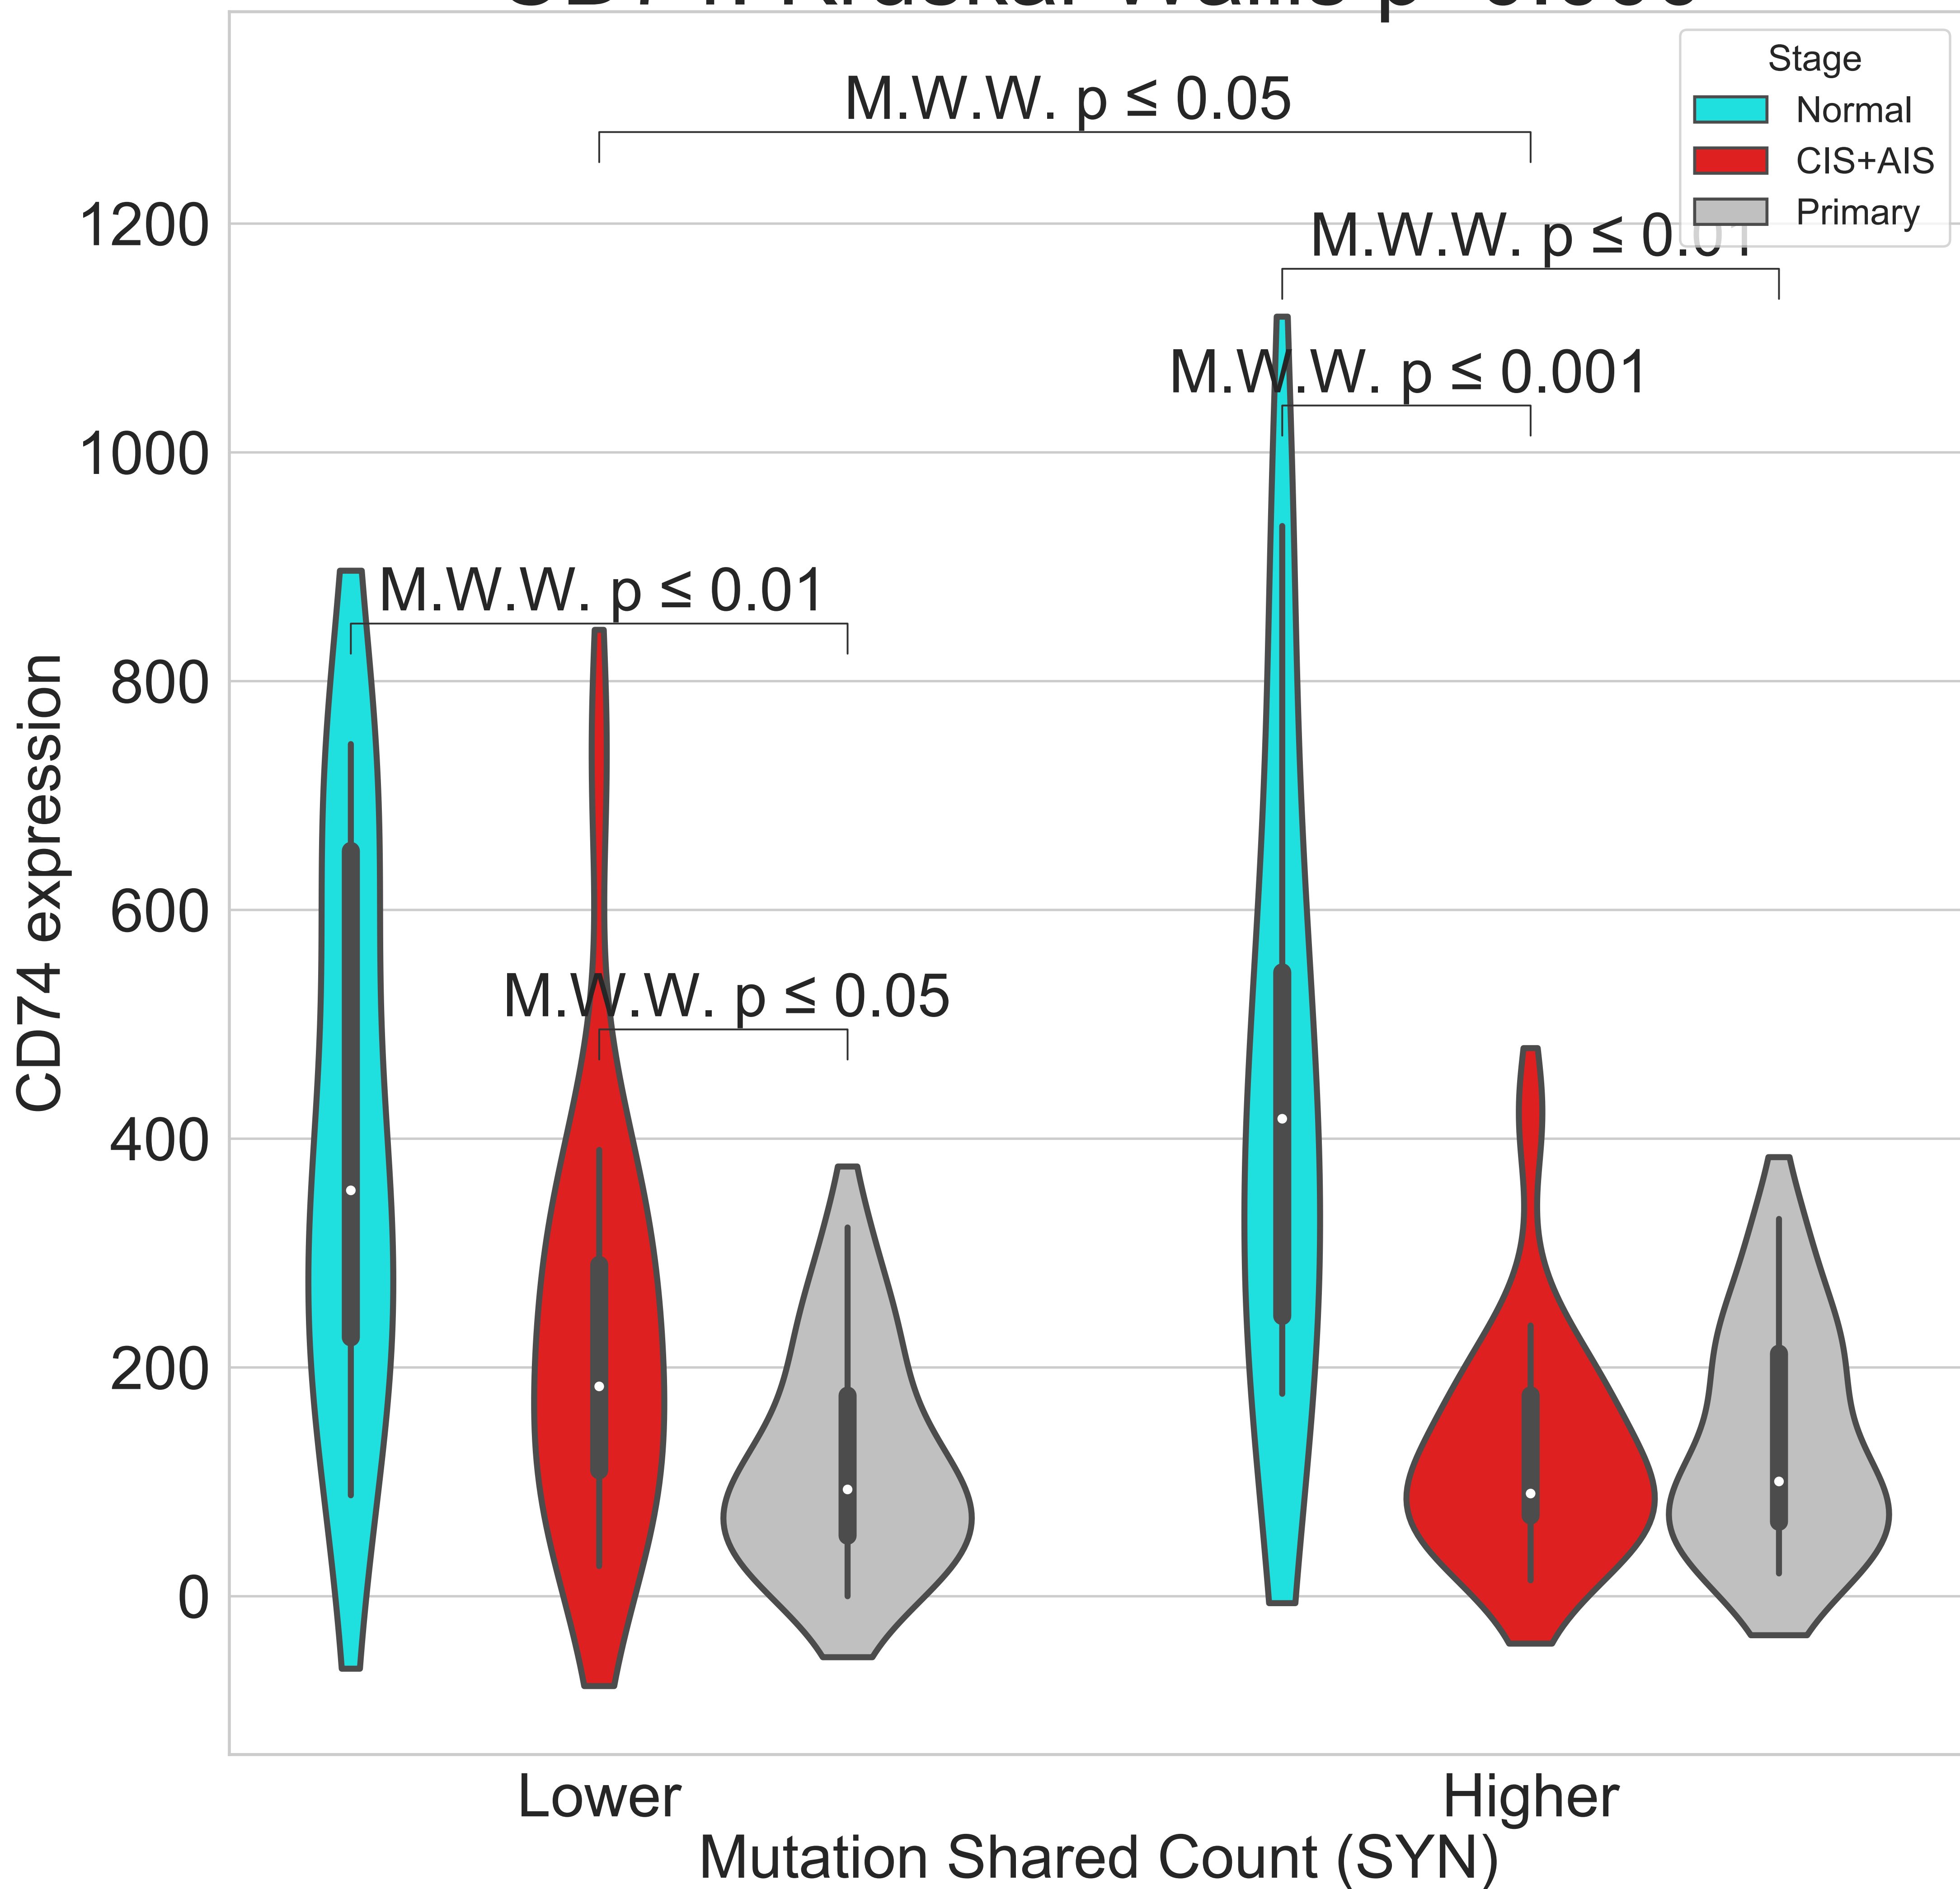 M.W.W. p ≤ 0.05
Stage
Normal
CIS+AIS
Primary
M.W.W. p ≤ 0.01
M.W.W. p ≤ 0.001
M.W.W. p ≤ 0.01
M.W.W. p ≤ 0.05
1200
1000
800
600
400
200
0
CD74 expression
Lower
Higher
Mutation Shared Count (SYN)